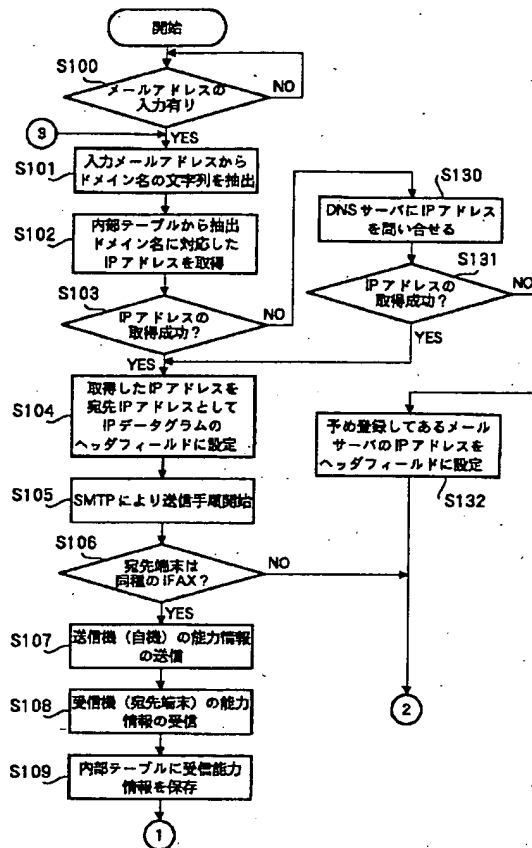 開始
S100
メールアドレスの
入力有り
NO
3
YES
S101
入力メールアドレスから
ドメイン名の文字列を抽出
S102
内部テーブルから抽出
ドメイン名に対応した
IPアドレスを取得
S103
IPアドレスの
取得成功?
NO
YES
S130
DNSサーバにIPアドレス
を問い合せる
S131
IPアドレスの
取得成功?
NO
YES
S104
取得したIPアドレスを
宛先IPアドレスとして
IPデータグラムの
ヘッダフィールドに設定
予め登録してあるメール
サーバのIPアドレスを
ヘッダフィールドに設定
S132
S105
SMTPにより送信手順開始
S106
宛先端末は
同種のIFAX?
NO
YES
S107
送信機(自機)の能力情報
の送信
S108
受信機(宛先端末)の能力
情報の受信
S109
内部テーブルに受信能力
情報を保存
1
2